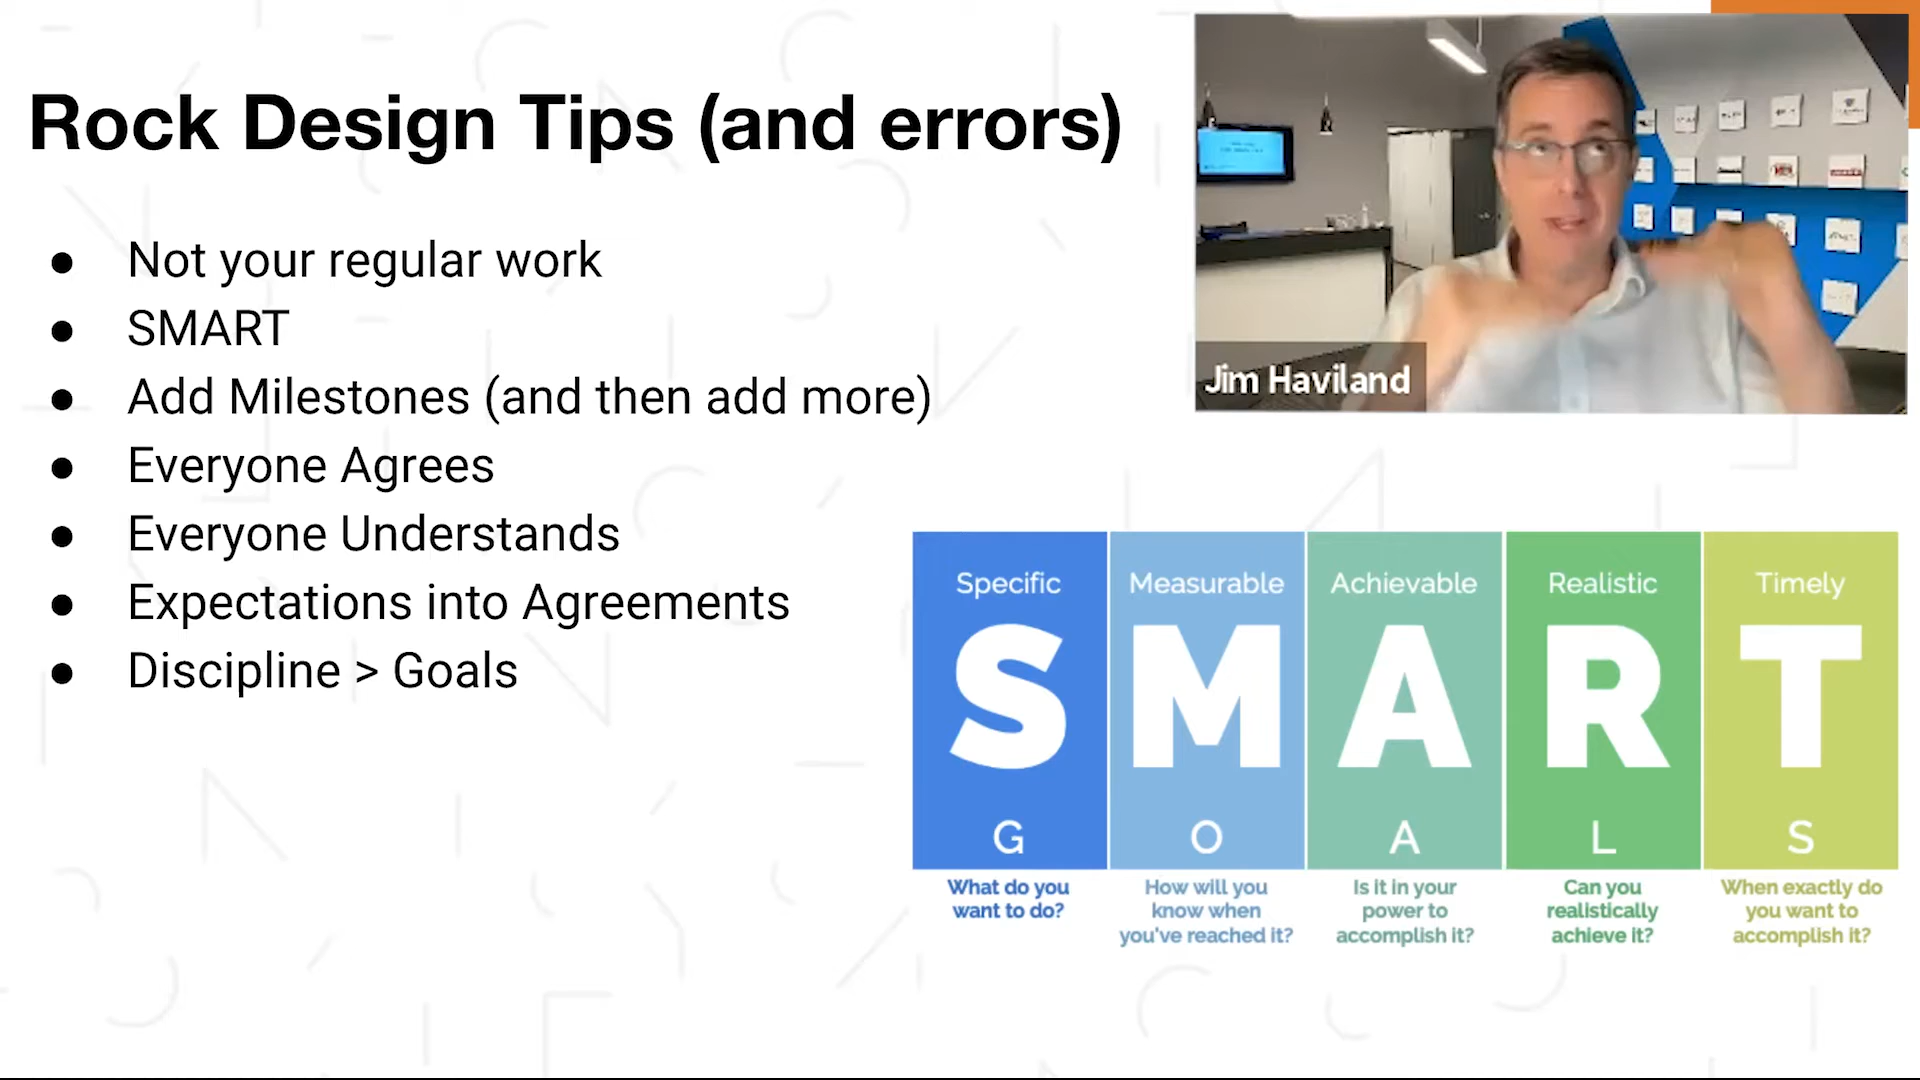 Rock Design Tips (and errors)
● Not your regular work
● SMART
● Add Milestones (and then add more)
● Everyone Agrees
● Everyone Understands
● Expectations into Agreements
● Discipline > Goals
Jim Haviland
Specific Measurable Achievable Realistic Timely
S M A R T
G O A L S
What do you
want to do?
How will you
know when
you've reached it?
Is it in your
power to
accomplish it?
Can you
realistically
achieve it?
When exactly do
you want to
accomplish it?